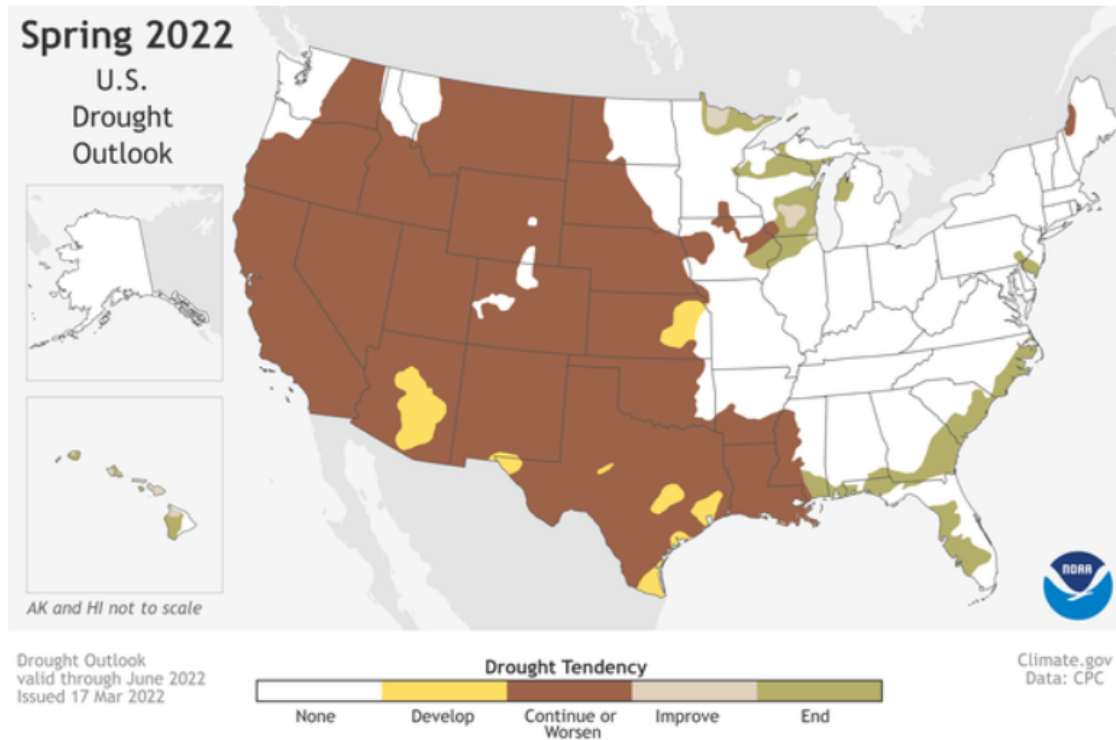 Spring 2022
U.S.
Drought
Outlook
AK and HI not to scale
NOAA
Drought Outlook
valid through June 2022
Issued 17 Mar 2022
Drought Tendency
None
Develop
Continue or
Worsen
Improve
End
Climate.gov
Data: CPC